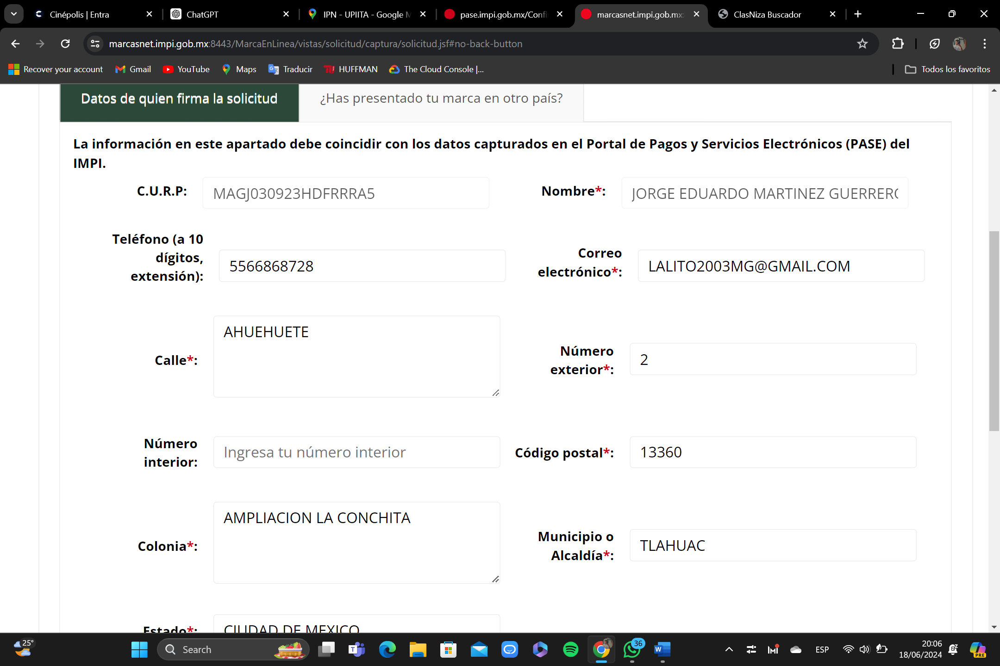 Cinépolis | Entra
ChatGPT
IPN - UPIITA - Google M
pase.impi.gob.mx/Confi
marcasnet.impi.gob.mx:
ClasNiza Buscador
marcasnet.impi.gob.mx:8443/MarcaEnLinea/vistas/solicitud/captura/solicitud.jsf#no-back-button
Recover your account
Gmail
YouTube
Maps
Traducir
HUFFMAN
The Cloud Console |...
Todos los favoritos
Datos de quien firma la solicitud
¿Has presentado tu marca en otro país?
La información en este apartado debe coincidir con los datos capturados en el Portal de Pagos y Servicios Electrónicos (PASE) del
IMPI.
C.U.R.P:
MAGJ030923HDFRRRA5
Nombre*:
JORGE EDUARDO MARTINEZ GUERRERO
Teléfono (a 10
dígitos,
extensión):
5566868728
Correo
electrónico*:
LALITO2003MG@GMAIL.COM
Calle*:
AHUEHUETE
Número
exterior*:
2
Número
interior:
Ingresa tu número interior
Código postal*:
13360
Colonia*:
AMPLIACION LA CONCHITA
Municipio o
Alcaldía*:
TLAHUAC
Estado*:
CIUDAD DE MEXICO
25°
Search
36
ESP
20:06
18/06/2024
PRE